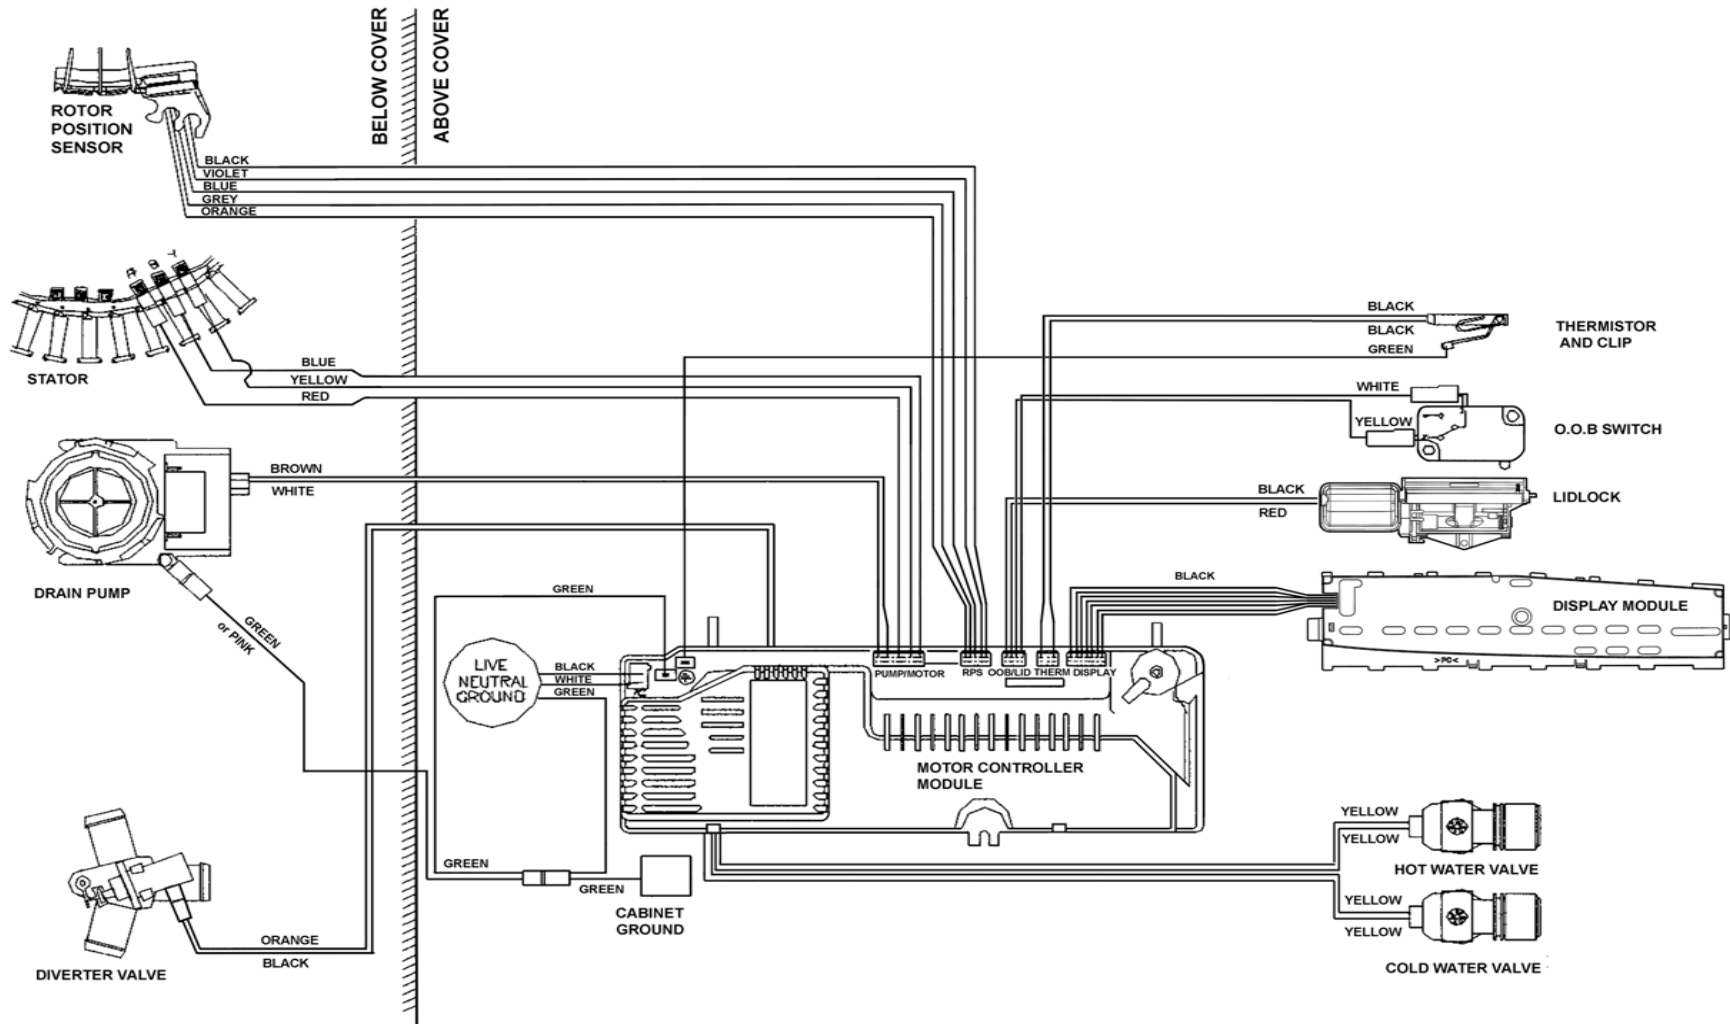 BELOW COVER
ABOVE COVER
ROTOR
POSITION
SENSOR
BLACK
VIOLET
BLUE
GREY
ORANGE
STATOR
BLUE
YELLOW
RED
BLACK
BLACK
GREEN
THERMISTOR
AND CLIP
WHITE
YELLOW
O.O.B SWITCH
BROWN
WHITE
BLACK
RED
LIDLOCK
DRAIN PUMP
GREEN
or PINK
GREEN
BLACK
DISPLAY MODULE
>PC<
LIVE
NEUTRAL
GROUND
BLACK
WHITE
GREEN
PUMP/MOTOR
RPS
OOB/LID
THERM
DISPLAY
MOTOR CONTROLLER
MODULE
YELLOW
YELLOW
HOT WATER VALVE
GREEN
GREEN
CABINET
GROUND
YELLOW
YELLOW
COLD WATER VALVE
ORANGE
BLACK
DIVERTER VALVE